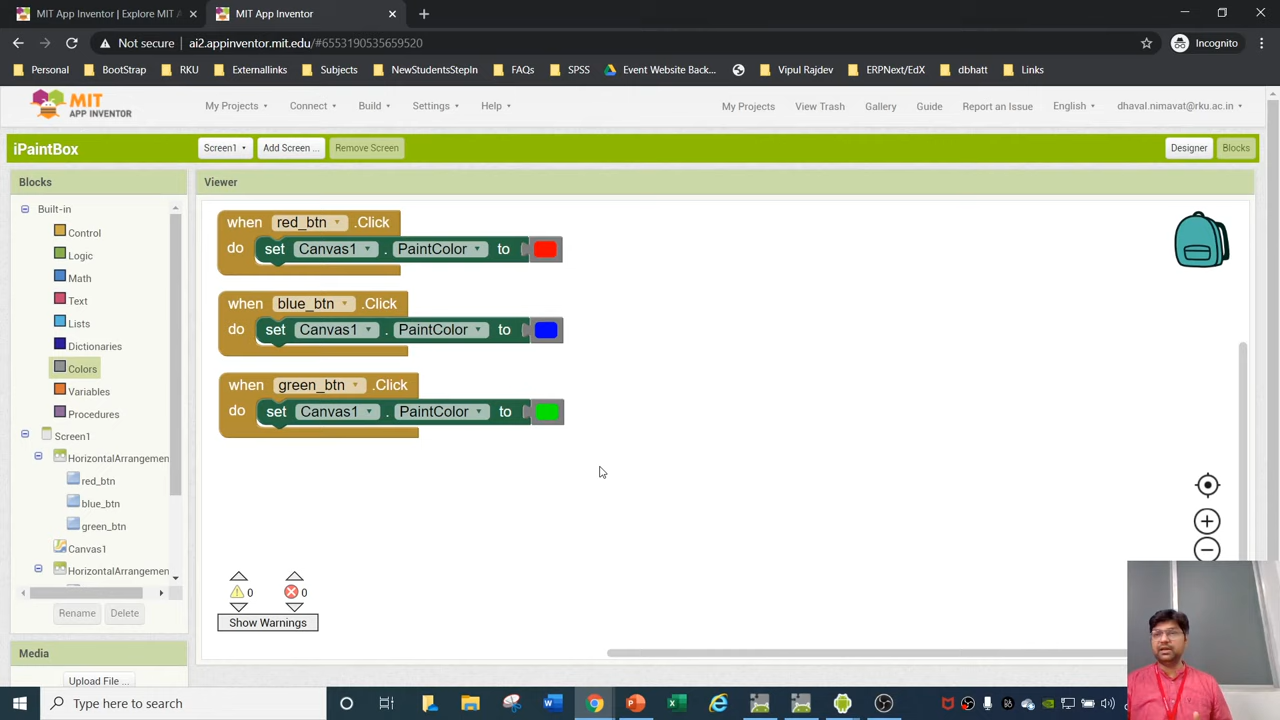 MIT App Inventor | Explore MIT A
MIT App Inventor
Not secure
ai2.appinventor.mit.edu/#6553190535659520
Incognito
Personal
BootStrap
RKU
Externallinks
Subjects
NewStudentsStepIn
FAQs
SPSS
Event Website Back...
Vipul Rajdev
ERPNext/EdX
dbhatt
Links
MIT
APP INVENTOR
My Projects
Connect
Build
Settings
Help
My Projects
View Trash
Gallery
Guide
Report an Issue
English
dhaval.nimavat@rku.ac.in
iPaintBox
Screen1
Add Screen ...
Remove Screen
Designer
Blocks
Blocks
Viewer
Built-in
Control
Logic
Math
Text
Lists
Dictionaries
Colors
Variables
Procedures
Screen1
HorizontalArrangemen
red_btn
blue_btn
green_btn
Canvas1
HorizontalArrangemen
Rename
Delete
Media
Upload File ...
when red_btn .Click
do set Canvas1 . PaintColor to
when blue_btn .Click
do set Canvas1 . PaintColor to
when green_btn .Click
do set Canvas1 . PaintColor to
0
0
Show Warnings
Type here to search